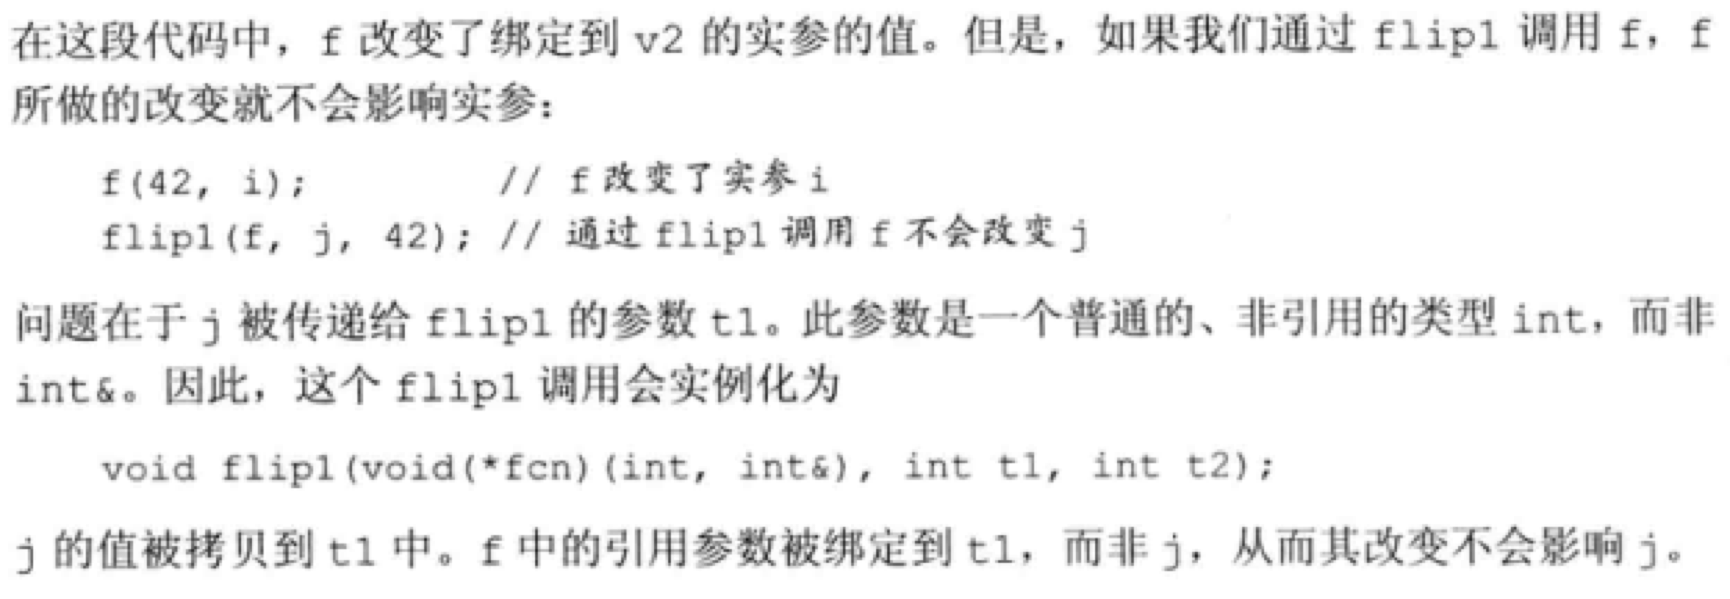 在这段代码中，f 改变了绑定到 v2 的实参的值。但是，如果我们通过 flip1 调用 f，f
所做的改变就不会影响实参：
f(42, i);        // f 改变了实参 i
flip1(f, j, 42); // 通过 flip1 调用 f 不会改变 j
问题在于 j 被传递给 flip1 的参数 t1。此参数是一个普通的、非引用的类型 int，而非
int&。因此，这个 flip1 调用会实例化为
void flip1(void(*fcn)(int, int&), int t1, int t2);
j 的值被拷贝到 t1 中。f 中的引用参数被绑定到 t1，而非 j，从而其改变不会影响 j。